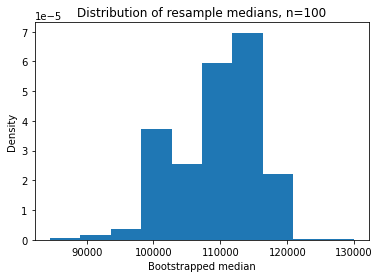 Distribution of resample medians, n=100
1e−5
7
6
5
4
3
2
1
0
Density
90000 100000 110000 120000 130000
Bootstrapped median